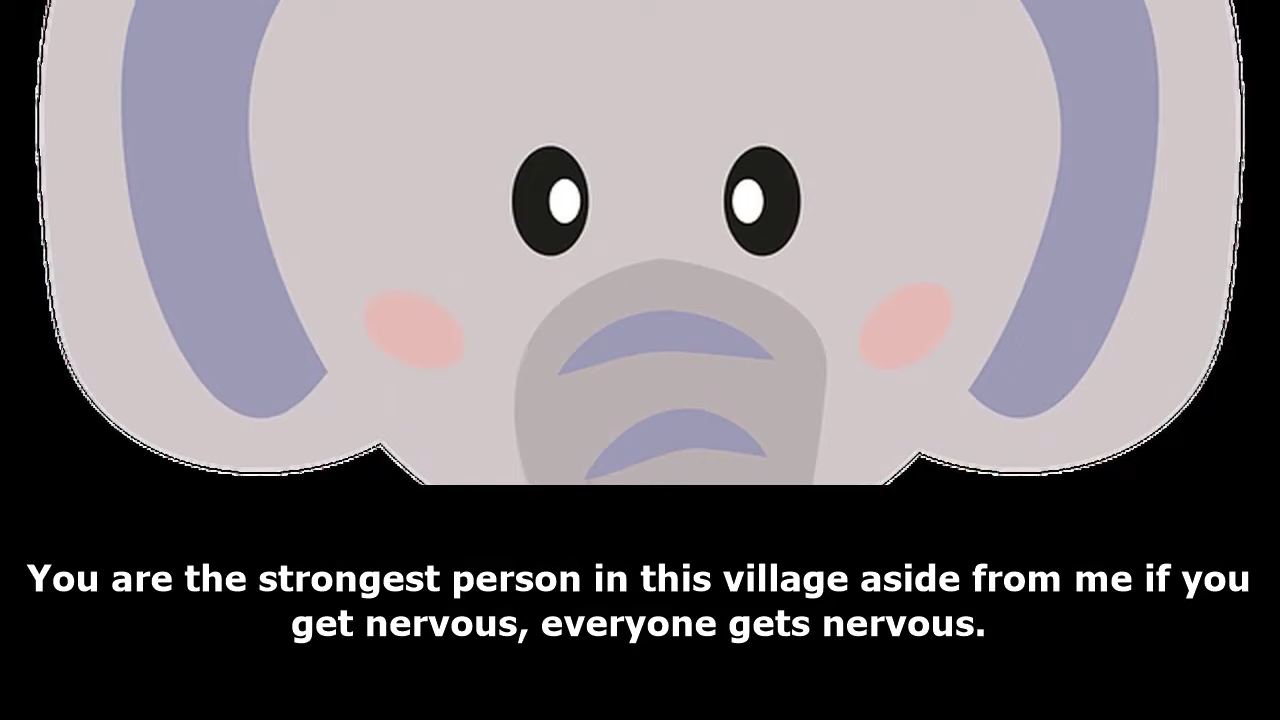 You are the strongest person in this village aside from me if you
get nervous, everyone gets nervous.